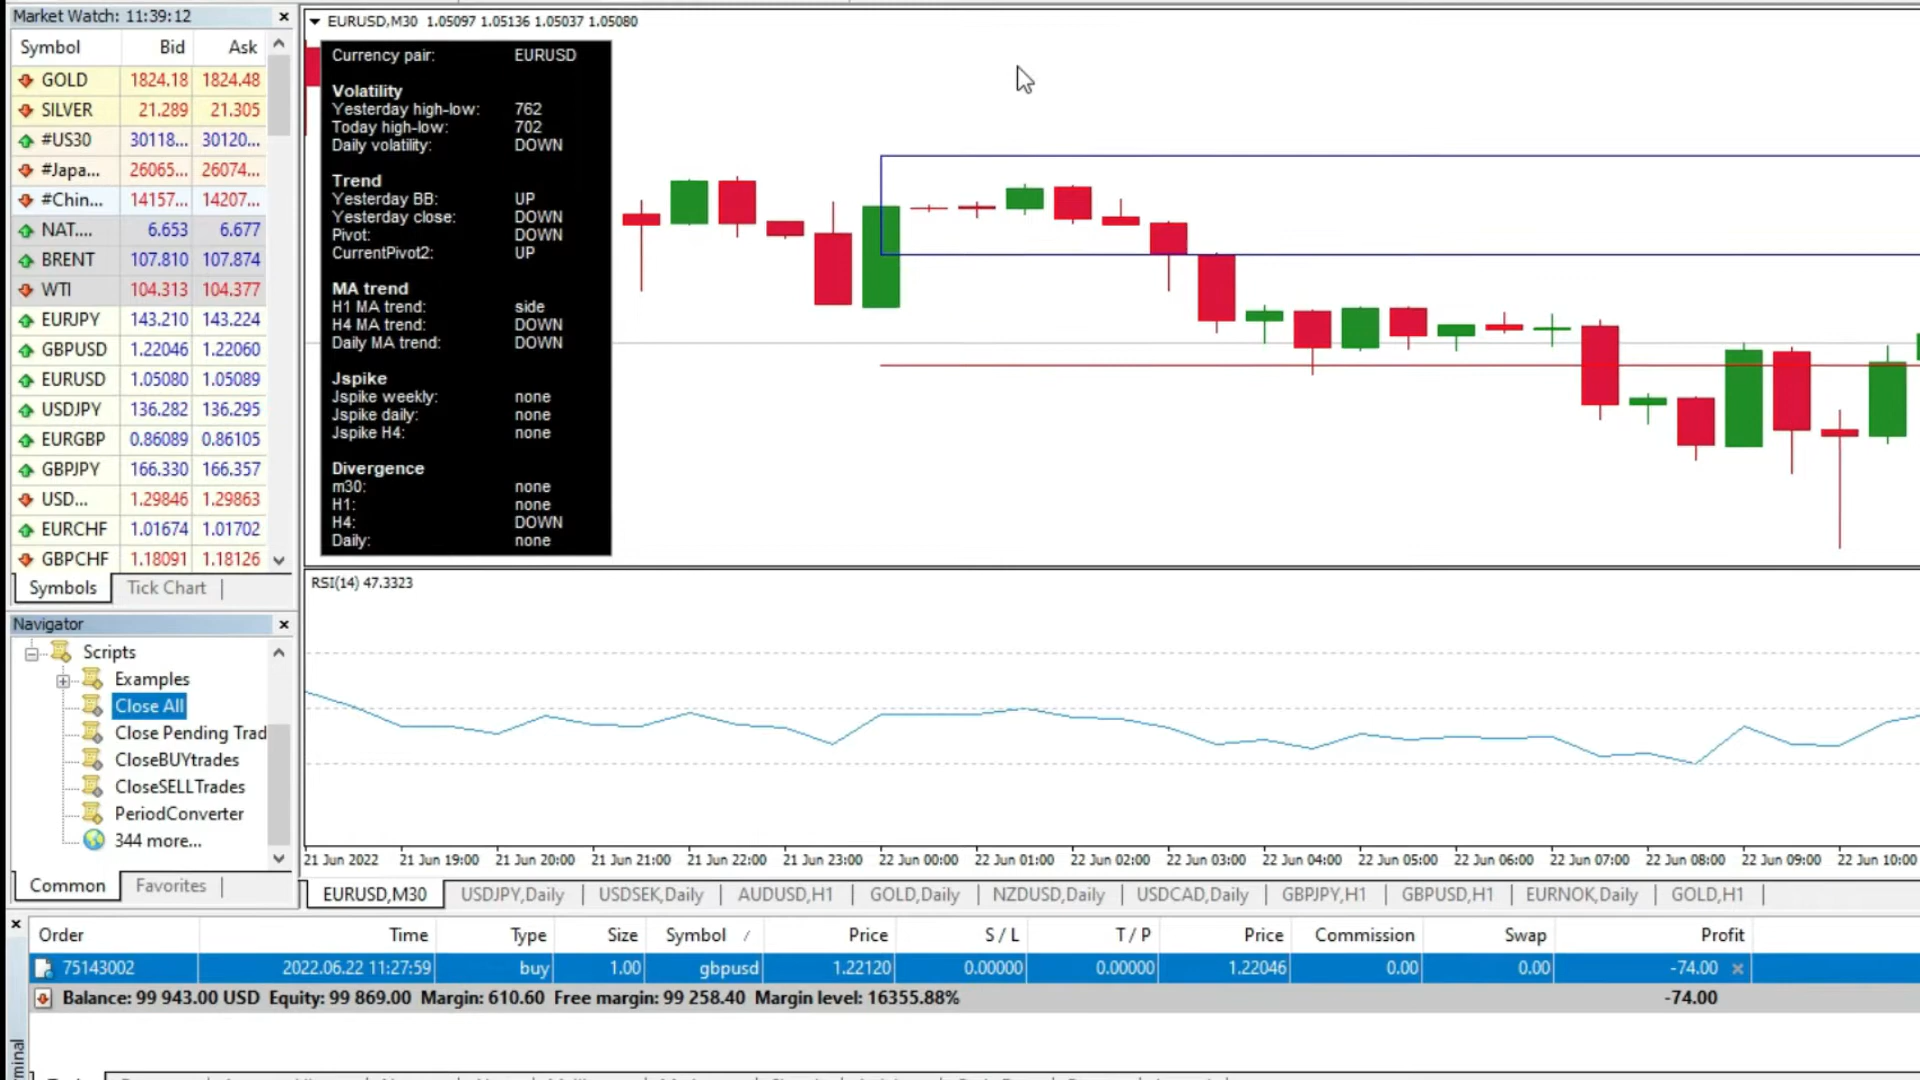 Market Watch: 11:39:12
Symbol Bid Ask
GOLD 1824.18 1824.48
SILVER 21.289 21.305
#US30 30118... 30120...
#Japa... 26065... 26074...
#Chin... 14157... 14207...
NAT.... 6.653 6.677
BRENT 107.810 107.874
WTI 104.313 104.377
EURJPY 143.210 143.224
GBPUSD 1.22046 1.22060
EURUSD 1.05080 1.05089
USDJPY 136.282 136.295
EURGBP 0.86089 0.86105
GBPJPY 166.330 166.357
USD... 1.29846 1.29863
EURCHF 1.01674 1.01702
GBPCHF 1.18091 1.18126
Symbols Tick Chart
Navigator
Scripts
Examples
Close All
Close Pending Trad
CloseBUYtrades
CloseSELLTrades
PeriodConverter
344 more...
Common Favorites
EURUSD,M30 1.05097 1.05136 1.05037 1.05080
Currency pair: EURUSD
Volatility
Yesterday high-low: 762
Today high-low: 702
Daily volatility: DOWN
Trend
Yesterday BB: UP
Yesterday close: DOWN
Pivot: DOWN
CurrentPivot2: UP
MA trend
H1 MA trend: side
H4 MA trend: DOWN
Daily MA trend: DOWN
Jspike
Jspike weekly: none
Jspike daily: none
Jspike H4: none
Divergence
m30: none
H1: none
H4: DOWN
Daily: none
RSI(14) 47.3323
21 Jun 2022 21 Jun 19:00 21 Jun 20:00 21 Jun 21:00 21 Jun 22:00 21 Jun 23:00 22 Jun 00:00 22 Jun 01:00 22 Jun 02:00 22 Jun 03:00 22 Jun 04:00 22 Jun 05:00 22 Jun 06:00 22 Jun 07:00 22 Jun 08:00 22 Jun 09:00 22 Jun 10:00
EURUSD,M30 USDJPY,Daily USDSEK,Daily AUDUSD,H1 GOLD,Daily NZDUSD,Daily USDCAD,Daily GBPJPY,H1 GBPUSD,H1 EURNOK,Daily GOLD,H1
Order Time Type Size Symbol / Price S / L T / P Price Commission Swap Profit
75143002 2022.06.22 11:27:59 buy 1.00 gbpusd 1.22120 0.00000 0.00000 1.22046 0.00 0.00 -74.00
Balance: 99 943.00 USD Equity: 99 869.00 Margin: 610.60 Free margin: 99 258.40 Margin level: 16355.88% -74.00